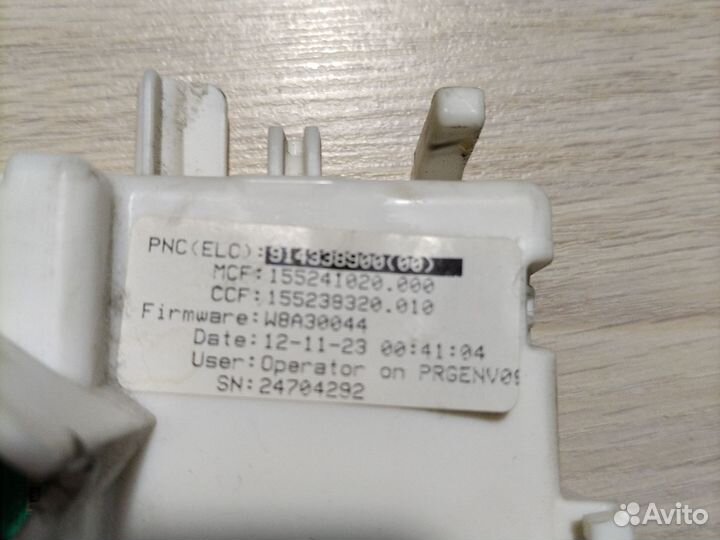 PNC(ELC):914338900(00)
MCF:155241020.000
CCF:155238320.010
Firmware:W8A30044
Date:12-11-23 00:41:04
User:Operator on PRGENV09
SN:24704292
Avito